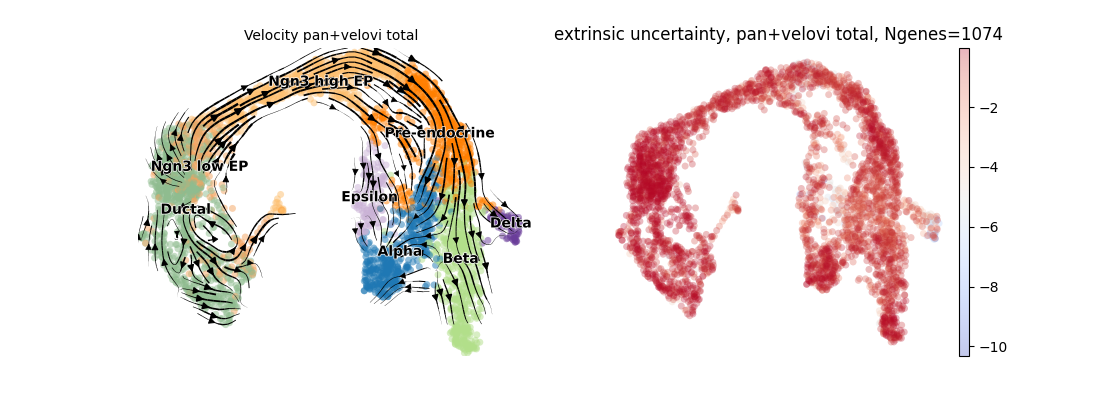 Velocity pan+velovi total
Ngn3 high EP
Pre-endocrine
Ngn3 low EP
Epsilon
Ductal
Delta
Alpha
Beta
extrinsic uncertainty, pan+velovi total, Ngenes=1074
−2
−4
−6
−8
−10